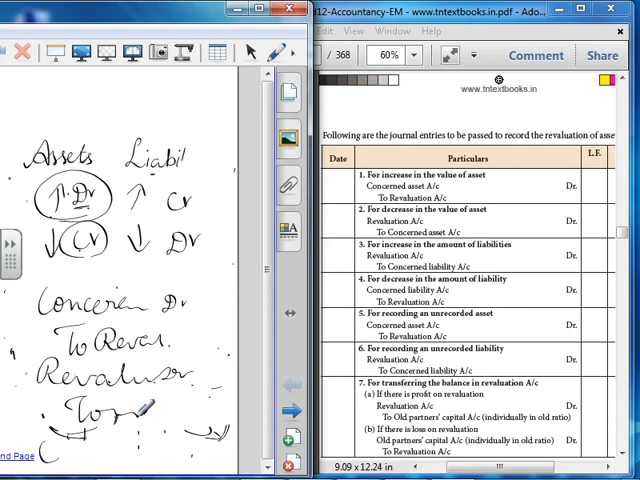 d12-Accountancy-EM - www.tntextbooks.in.pdf - Ado...
Edit View Window Help
/ 368 60% Comment Share
www.tntextbooks.in
Following are the journal entries to be passed to record the revaluation of asse
Date Particulars L.F.
1. For increase in the value of asset
Concerned asset A/c Dr.
To Revaluation A/c
2. For decrease in the value of asset
Revaluation A/c Dr.
To Concerned asset A/c
3. For increase in the amount of liabilities
Revaluation A/c Dr.
To Concerned liability A/c
4. For decrease in the amount of liability
Concerned liability A/c Dr.
To Revaluation A/c
5. For recording an unrecorded asset
Concerned asset A/c Dr.
To Revaluation A/c
6. For recording an unrecorded liability
Revaluation A/c Dr.
To Concerned liability A/c
7. For transferring the balance in revaluation A/c
(a) If there is profit on revaluation
Revaluation A/c Dr.
To Old partners' capital A/c (individually in old ratio)
(b) If there is loss on revaluation
Old partners' capital A/c (individually in old ratio) Dr.
To Revaluation A/c
9.09 x 12.24 in
Assets Liabil
↑ Dr ↑ Cr
↓ Cr ↓ Dr
Concern Dr
To Reval.
nd Page